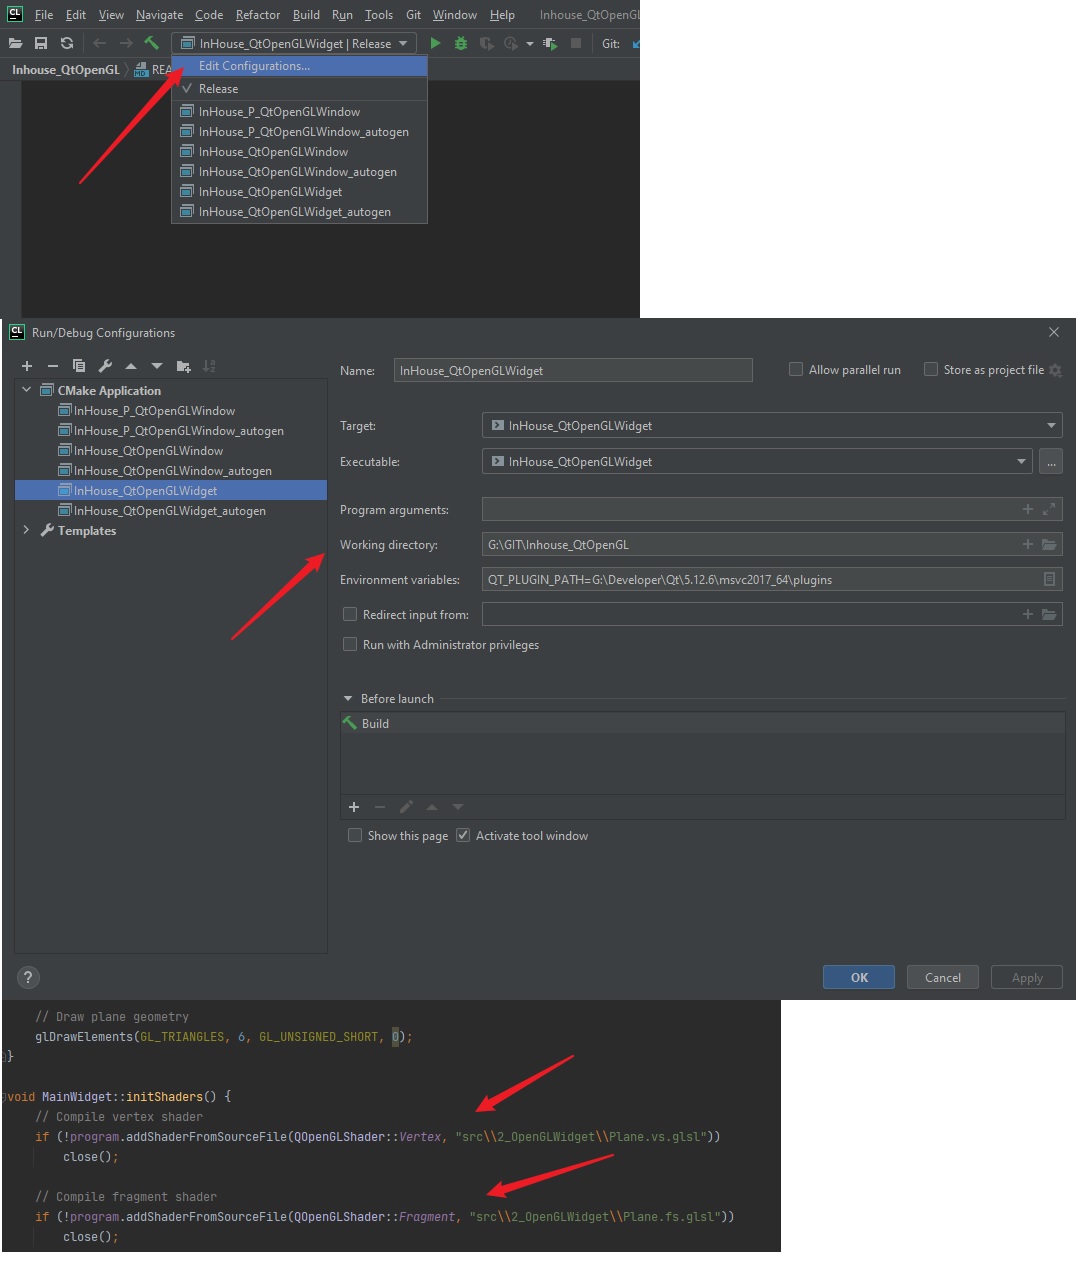 CL File Edit View Navigate Code Refactor Build Run Tools Git Window Help Inhouse_QtOpenGL
InHouse_QtOpenGLWidget | Release Git:
Inhouse_QtOpenGL MD REA
Edit Configurations...
Release
InHouse_P_QtOpenGLWindow
InHouse_P_QtOpenGLWindow_autogen
InHouse_QtOpenGLWindow
InHouse_QtOpenGLWindow_autogen
InHouse_QtOpenGLWidget
InHouse_QtOpenGLWidget_autogen
CL Run/Debug Configurations
CMake Application
InHouse_P_QtOpenGLWindow
InHouse_P_QtOpenGLWindow_autogen
InHouse_QtOpenGLWindow
InHouse_QtOpenGLWindow_autogen
InHouse_QtOpenGLWidget
InHouse_QtOpenGLWidget_autogen
Templates
Name: InHouse_QtOpenGLWidget Allow parallel run Store as project file
Target: InHouse_QtOpenGLWidget
Executable: InHouse_QtOpenGLWidget ...
Program arguments:
Working directory: G:\GIT\Inhouse_QtOpenGL
Environment variables: QT_PLUGIN_PATH=G:\Developer\Qt\5.12.6\msvc2017_64\plugins
Redirect input from:
Run with Administrator privileges
Before launch
Build
Show this page Activate tool window
? OK Cancel Apply
// Draw plane geometry
glDrawElements(GL_TRIANGLES, 6, GL_UNSIGNED_SHORT, 0);
}
void MainWidget::initShaders() {
// Compile vertex shader
if (!program.addShaderFromSourceFile(QOpenGLShader::Vertex, "src\\2_OpenGLWidget\\Plane.vs.glsl"))
close();
// Compile fragment shader
if (!program.addShaderFromSourceFile(QOpenGLShader::Fragment, "src\\2_OpenGLWidget\\Plane.fs.glsl"))
close();